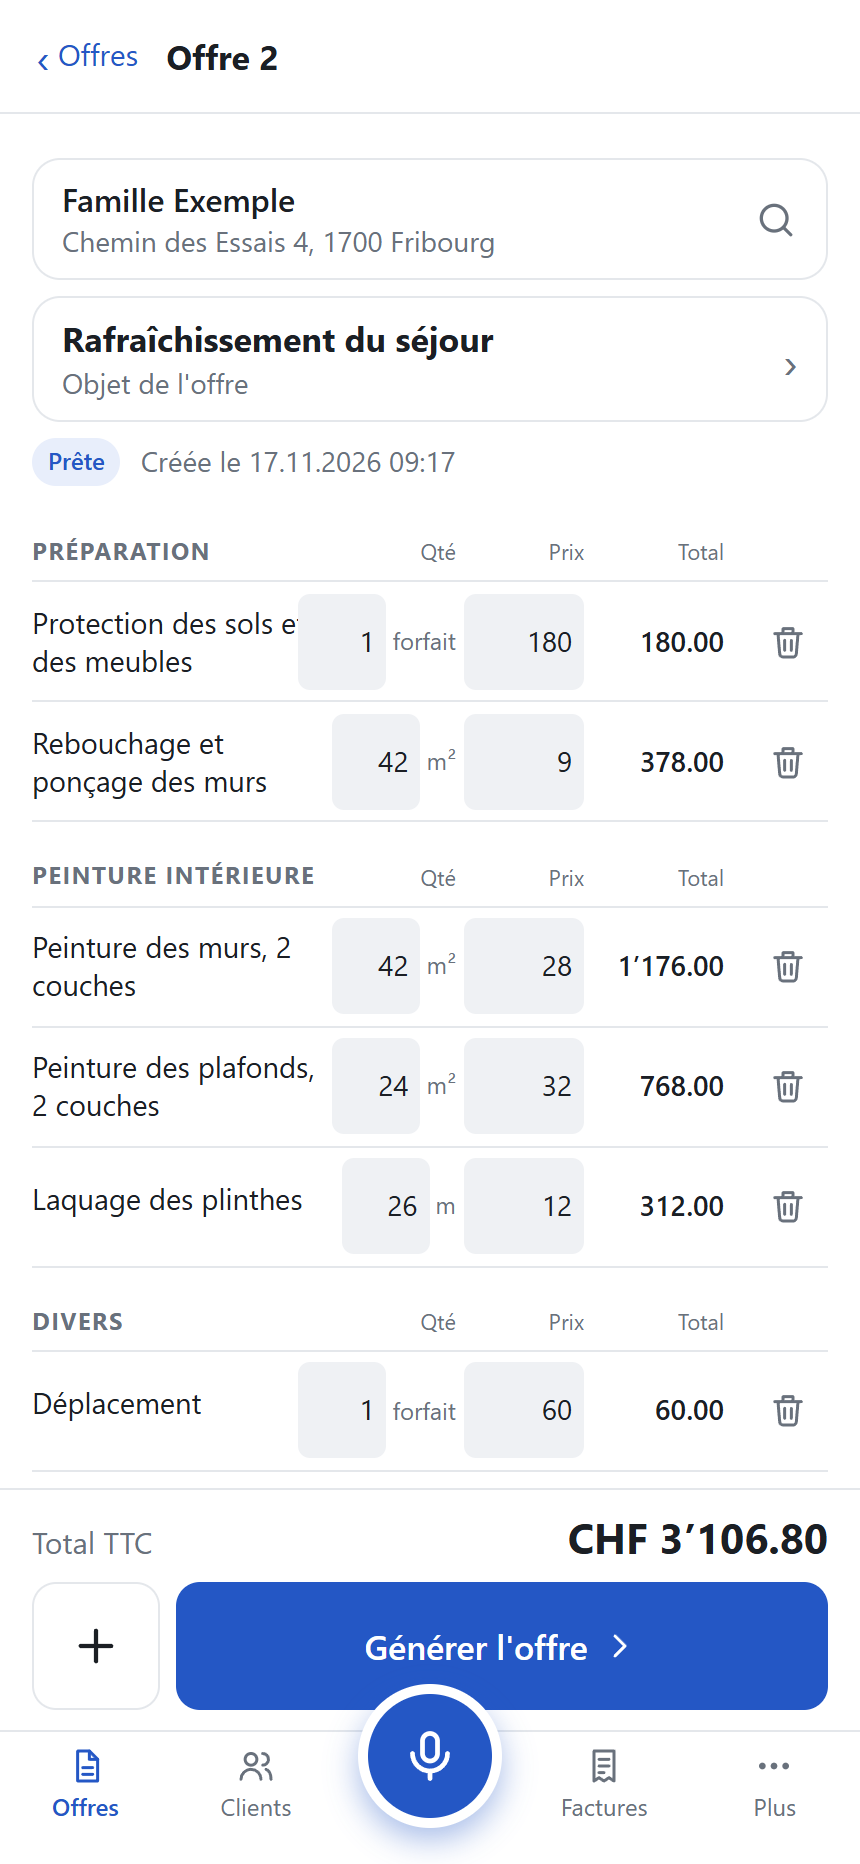 ‹ Offres Offre 2
Famille Exemple
Chemin des Essais 4, 1700 Fribourg
Rafraîchissement du séjour
Objet de l'offre
Prête Créée le 17.11.2026 09:17
PRÉPARATION Qté Prix Total
Protection des sols et
des meubles
1 forfait 180 180.00
Rebouchage et
ponçage des murs
42 m² 9 378.00
PEINTURE INTÉRIEURE Qté Prix Total
Peinture des murs, 2
couches
42 m² 28 1’176.00
Peinture des plafonds,
2 couches
24 m² 32 768.00
Laquage des plinthes 26 m 12 312.00
DIVERS Qté Prix Total
Déplacement 1 forfait 60 60.00
Total TTC CHF 3’106.80
Générer l'offre
Offres Clients Factures Plus